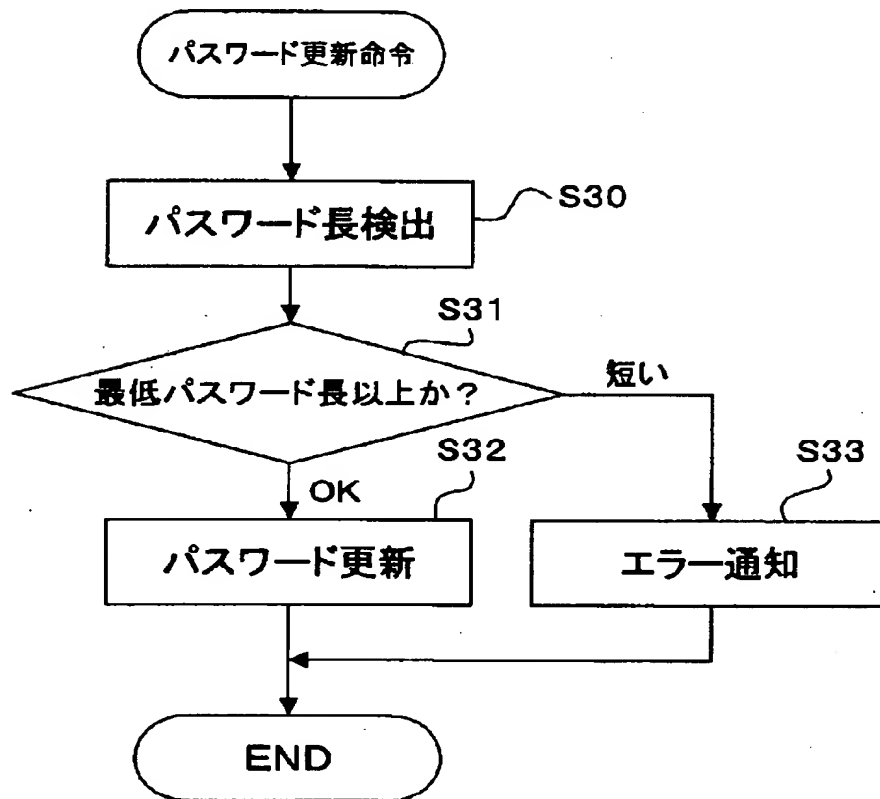 パスワード更新命令
パスワード長検出
S30
S31
最低パスワード長以上か？
短い
S32
S33
OK
パスワード更新
エラー通知
END